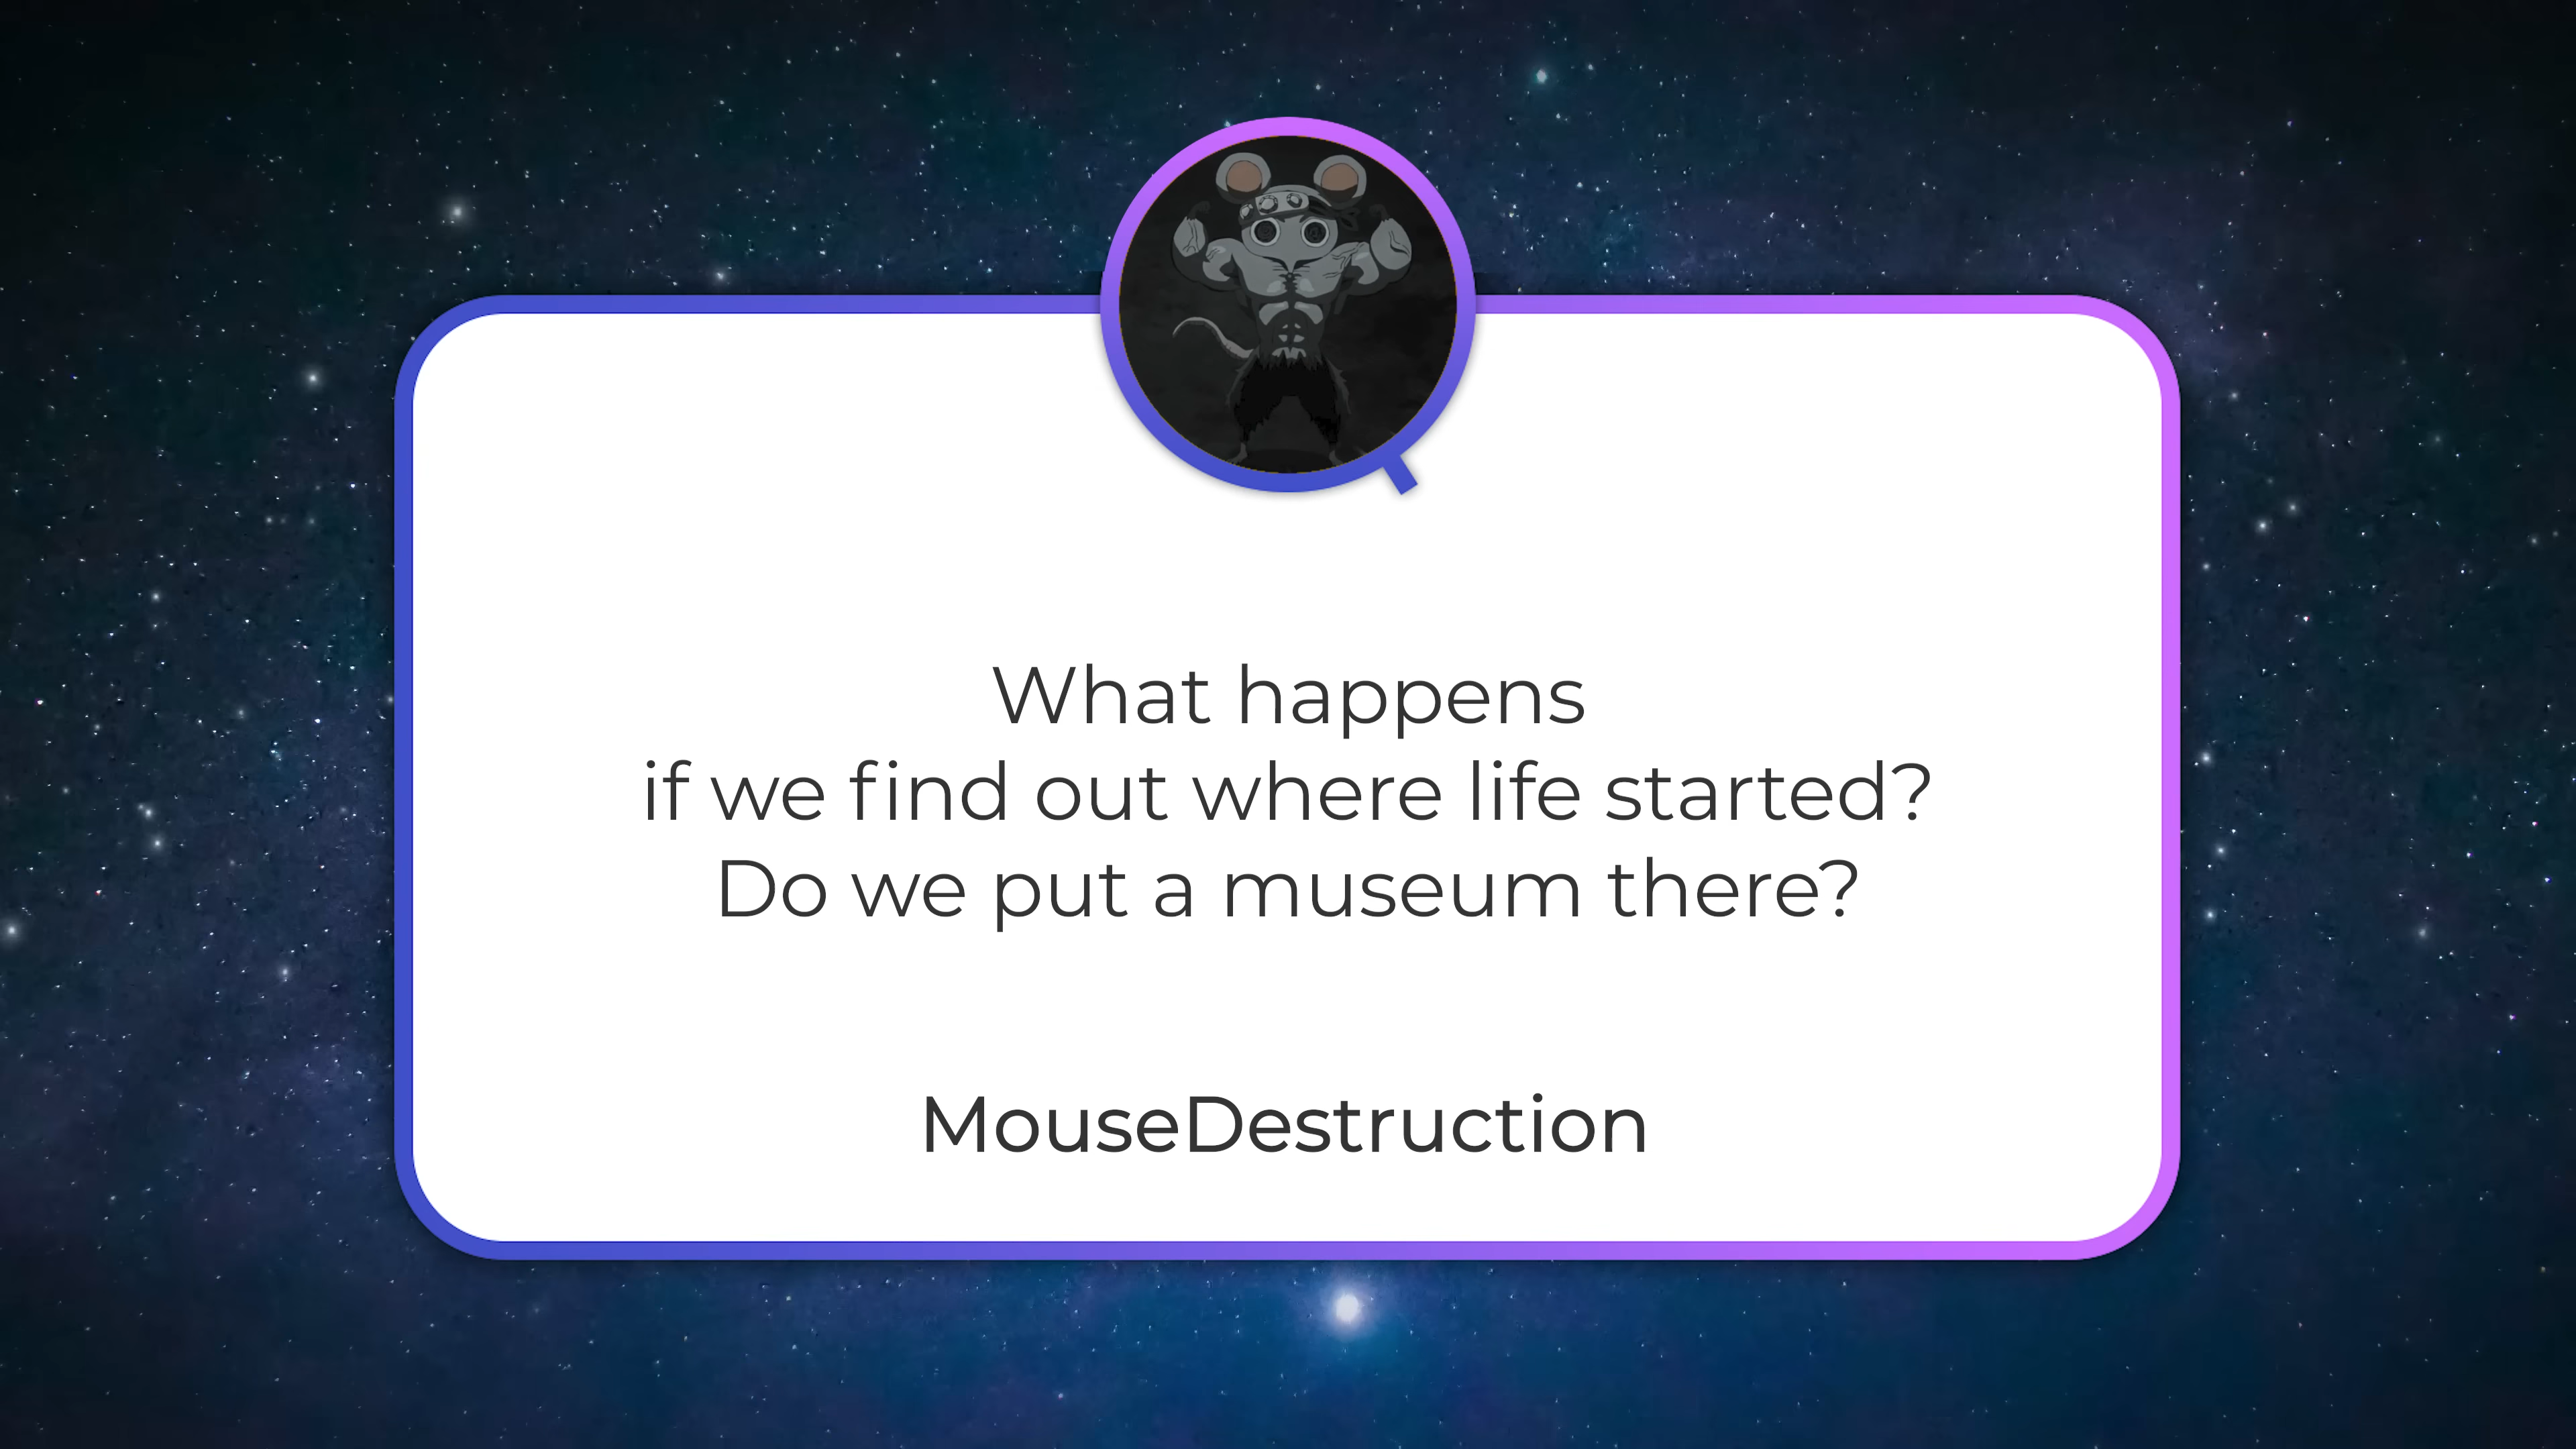 What happens
if we find out where life started?
Do we put a museum there?
MouseDestruction